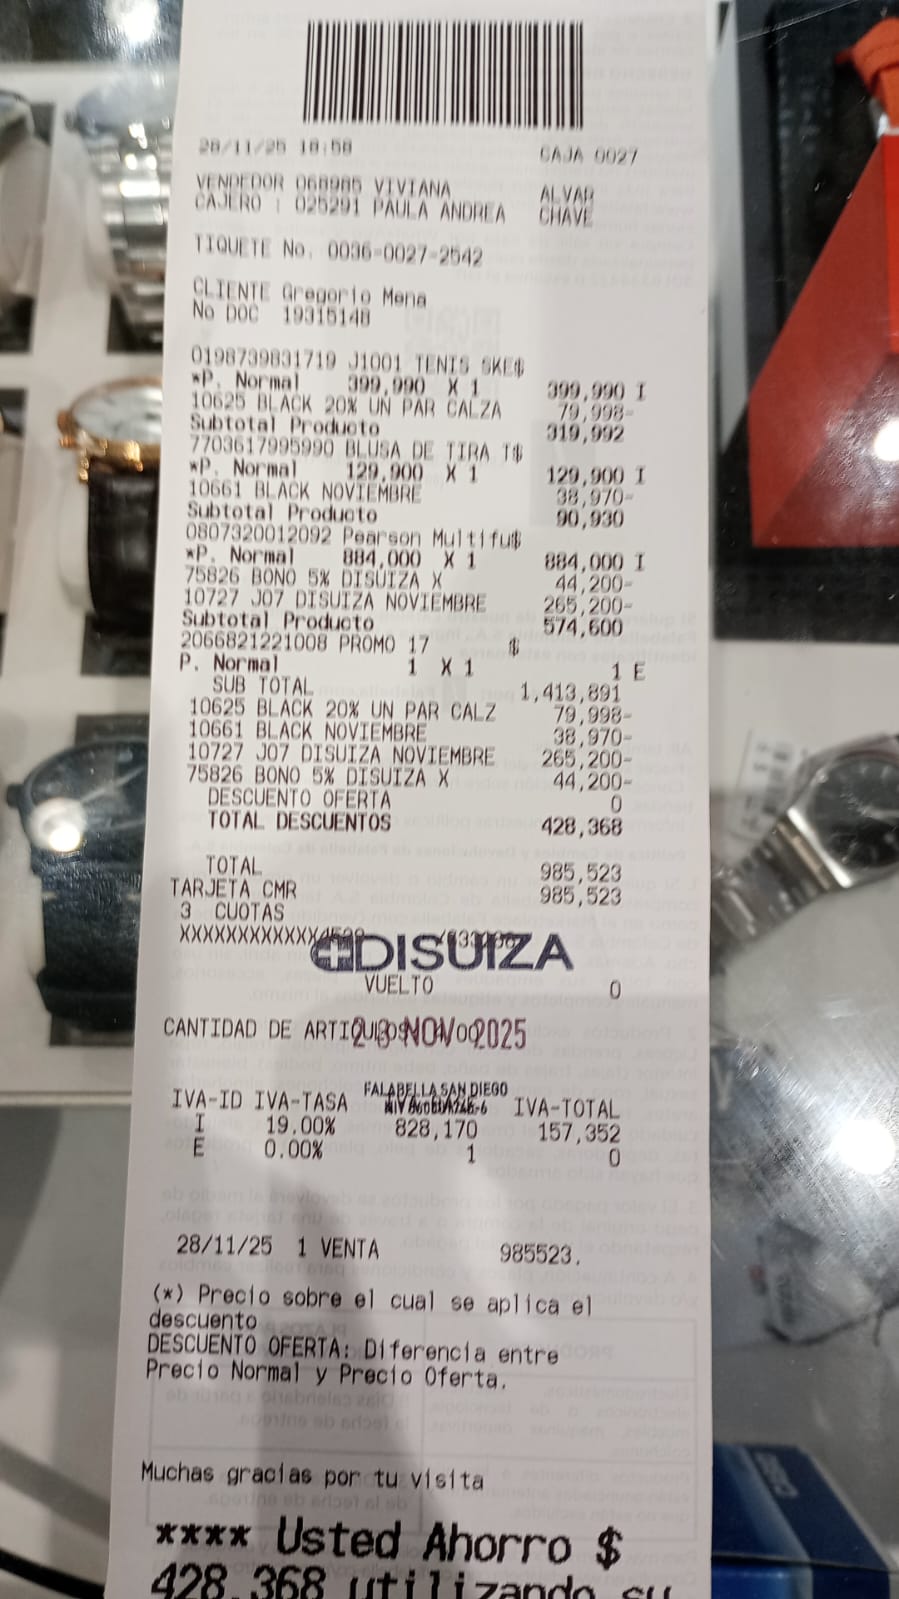 28/11/25 18:58 CAJA 0027
VENDEDOR 068985 VIVIANA ALVAR
CAJERO : 025291 PAULA ANDREA CHAVE
TIQUETE No. 0036-0027-2542
CLIENTE Gregorio Mena
No DOC 19315148
0198739831719 J1001 TENIS SKE$
*P. Normal 399,990 X 1 399,990 I
10625 BLACK 20% UN PAR CALZA 79,998-
Subtotal Producto 319,992
7703617995990 BLUSA DE TIRA T$
*P. Normal 129,900 X 1 129,900 I
10661 BLACK NOVIEMBRE 38,970-
Subtotal Producto 90,930
0807320012092 Pearson Multifu$
*P. Normal 884,000 X 1 884,000 I
75826 BONO 5% DISUIZA X 44,200-
10727 J07 DISUIZA NOVIEMBRE 265,200-
Subtotal Producto 574,600
2066821221008 PROMO 17 $
P. Normal 1 X 1 1 E
SUB TOTAL 1,413,891
10625 BLACK 20% UN PAR CALZ 79,998-
10661 BLACK NOVIEMBRE 38,970-
10727 J07 DISUIZA NOVIEMBRE 265,200-
75826 BONO 5% DISUIZA X 44,200-
DESCUENTO OFERTA 0
TOTAL DESCUENTOS 428,368
TOTAL 985,523
TARJETA CMR 985,523
3 CUOTAS
XXXXXXXXXXXX
DISUIZA
VUELTO 0
CANTIDAD DE ARTICULOS
28 NOV 2025
FALABELLA SAN DIEGO
IVA-ID IVA-TASA IVA-TOTAL
I 19.00% 828,170 157,352
E 0.00% 1 0
28/11/25 1 VENTA 985523.
(*) Precio sobre el cual se aplica el
descuento
DESCUENTO OFERTA: Diferencia entre
Precio Normal y Precio Oferta.
Muchas gracias por tu visita
**** Usted Ahorro $
428,368 utilizando su